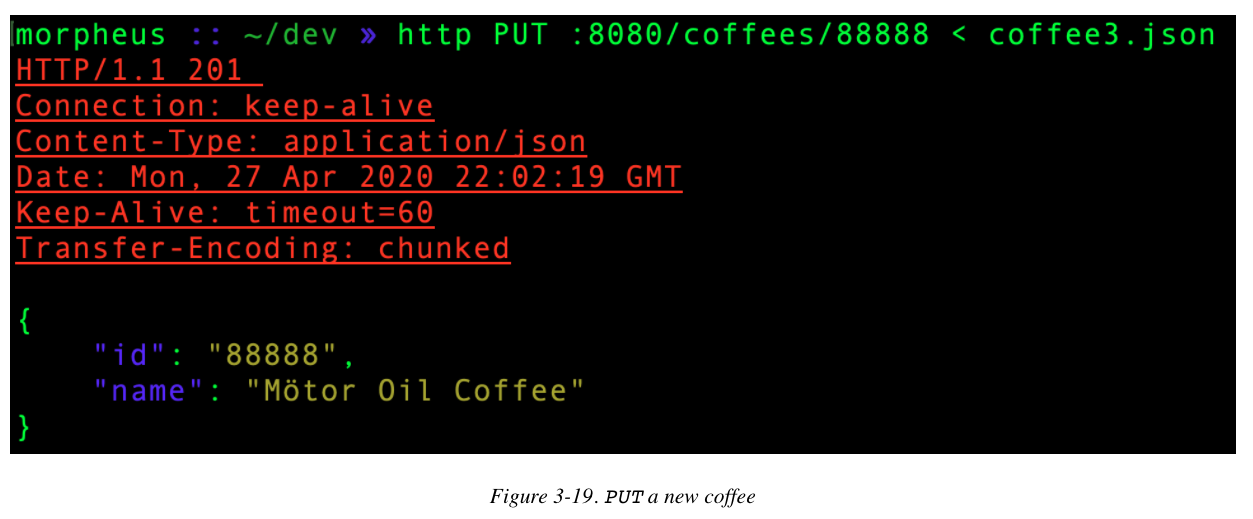 morpheus :: ~/dev » http PUT :8080/coffees/88888 < coffee3.json
HTTP/1.1 201
Connection: keep-alive
Content-Type: application/json
Date: Mon, 27 Apr 2020 22:02:19 GMT
Keep-Alive: timeout=60
Transfer-Encoding: chunked
{
"id": "88888",
"name": "Mötor Oil Coffee"
}
Figure 3-19. PUT a new coffee